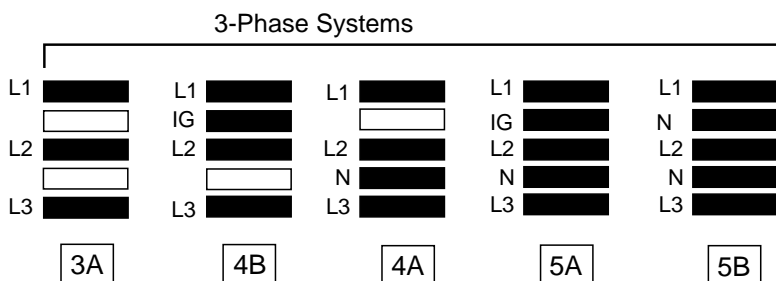 3-Phase Systems
L1 L1 L1 L1 L1
IG IG N
L2 L2 L2 L2 L2
N N N
L3 L3 L3 L3 L3
3A 4B 4A 5A 5B